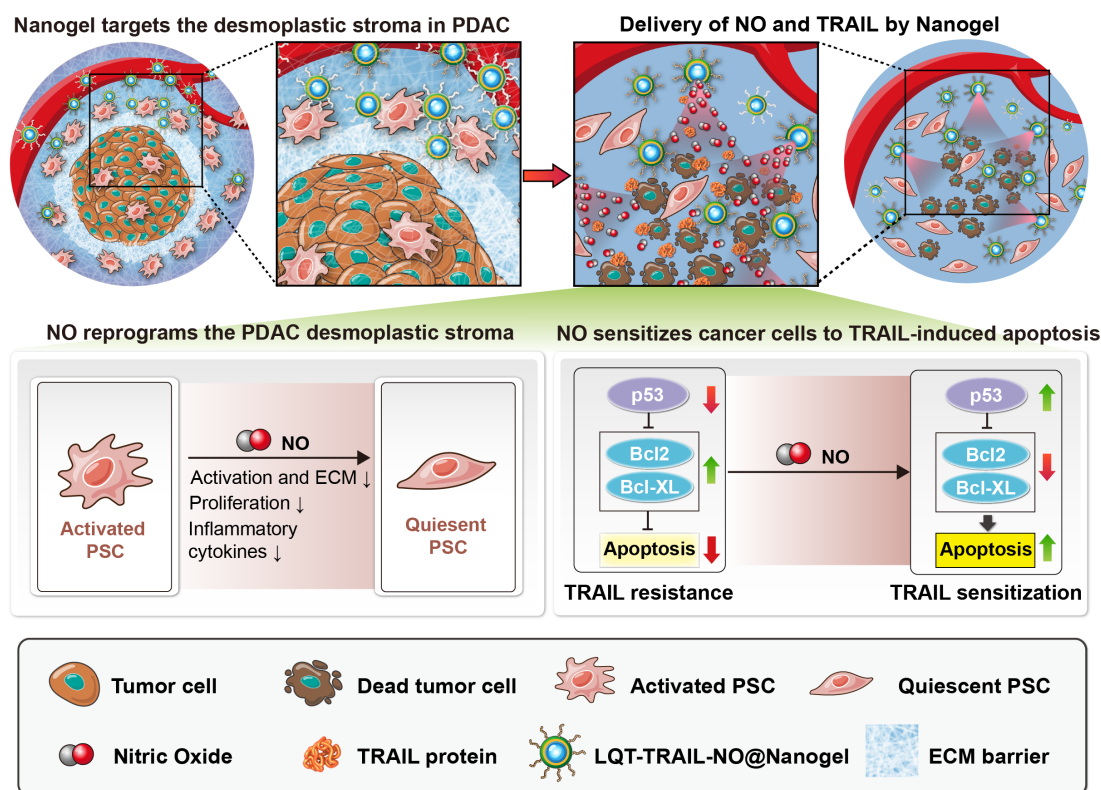 Nanogel targets the desmoplastic stroma in PDAC
Delivery of NO and TRAIL by Nanogel
NO reprograms the PDAC desmoplastic stroma
NO sensitizes cancer cells to TRAIL-induced apoptosis
Activated
PSC
NO
Activation and ECM ↓
Proliferation ↓
Inflammatory
cytokines ↓
Quiesent
PSC
p53
Bcl2
Bcl-XL
Apoptosis
TRAIL resistance
NO
p53
Bcl2
Bcl-XL
Apoptosis
TRAIL sensitization
Tumor cell
Dead tumor cell
Activated PSC
Quiescent PSC
Nitric Oxide
TRAIL protein
LQT-TRAIL-NO@Nanogel
ECM barrier